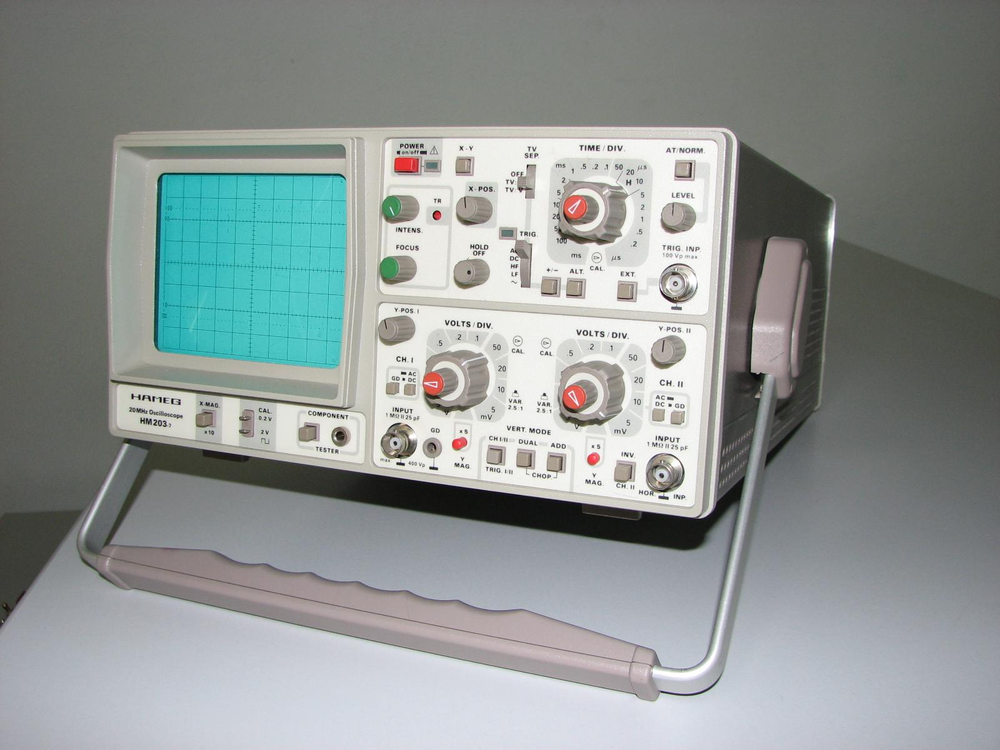 100
90
10
0%
HAMEG
20MHz Oscilloscope
HM 203-7
X-MAG.
x10
CAL.
0.2 V
2 V
COMPONENT
TESTER
POWER
on/off
X-Y
INTENS.
TR
X-POS.
FOCUS
HOLD
OFF
TV
SEP.
OFF
TV:
TV: V
TRIG.
DC
HF
LF
~
TIME / DIV.
ms 1 .5 .2 .1 50 20 µs
2 H 10
5 5
2
1
.5
100 .2
ms µs
CAL.
+/−
ALT.
EXT.
AT/NORM.
LEVEL
TRIG. INP.
100 Vp max.
Y-POS. I
VOLTS / DIV.
.5 .2 .1 50
20
10
5
V mV
CAL.
VAR.
2.5:1
CH. I
AC
GD DC
INPUT
1 MΩ II 25 pF
max 400 Vp
GD
x5
Y
MAG.
VERT. MODE
CH I/II DUAL ADD
TRIG. I/II CHOP.
CAL.
VAR.
2.5:1
VOLTS / DIV.
.5 .2 .1 50
20
10
5
V mV
x5
Y
MAG.
Y-POS. II
CH. II
AC
DC GD
INPUT
1 MΩ II 25 pF
INV.
CH. II
HOR. INP.